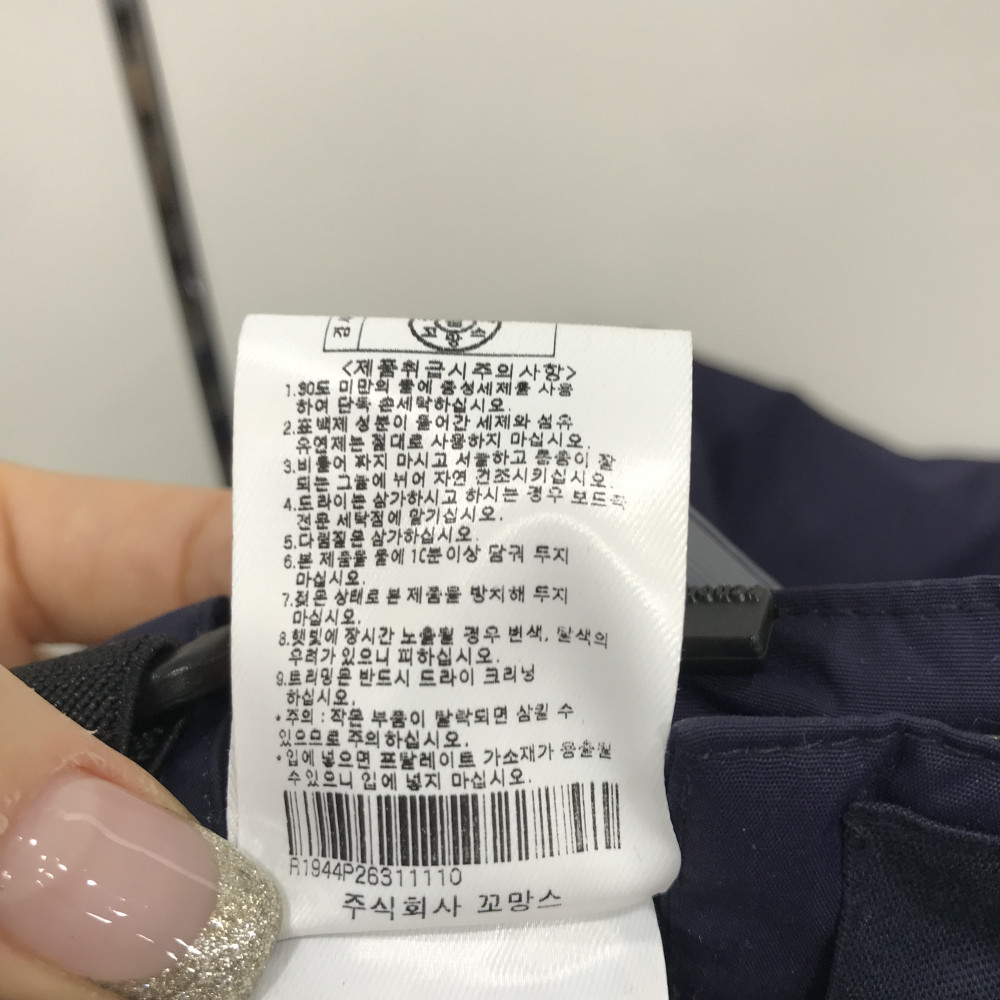 검사
<제품취급시주의사항>
1.30도 미만의 물에 중성세제를 사용
하여 단독 손세탁하십시오.
2.표백제 성분이 들어간 세제와 섬유
유연제는 절대로 사용하지 마십시오.
3.비틀어 짜지 마시고 서늘하고 통풍이 잘
되는 그늘에 뉘어 자연 건조시키십시오.
4.드라이를 삼가하시고 하시는 경우 반드시
전문 세탁점에 맡기십시오.
5.다림질을 삼가하십시오.
6.본 제품을 물에 10분이상 담궈 두지
마십시오.
7.젖은 상태로 본 제품을 방치해 두지
마십시오.
8.햇빛에 장시간 노출될 경우 변색, 탈색의
우려가 있으니 피하십시오.
9.트리밍은 반드시 드라이 크리닝
하십시오.
*주의 : 작은 부품이 탈락되면 삼킬 수
있으므로 주의하십시오.
*입에 넣으면 프탈레이트 가소제가 용출될
수있으니 입에 넣지 마십시오.
R1944P26311110
주식회사 꼬망스